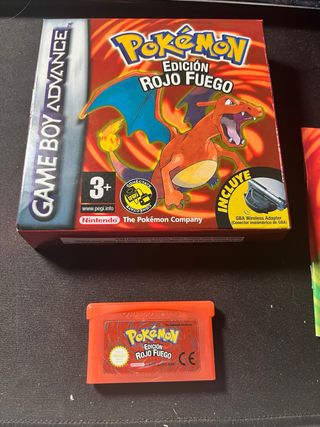 GAME BOY ADVANCE
POKéMON
EDICIÓN
ROJO FUEGO
INCLUYE
GBA Wireless Adapter
(Conector inalámbrico de GBA)
3+
www.pegi.info
Nintendo
The Pokémon Company
POKéMON
EDICIÓN
ROJO FUEGO
CE